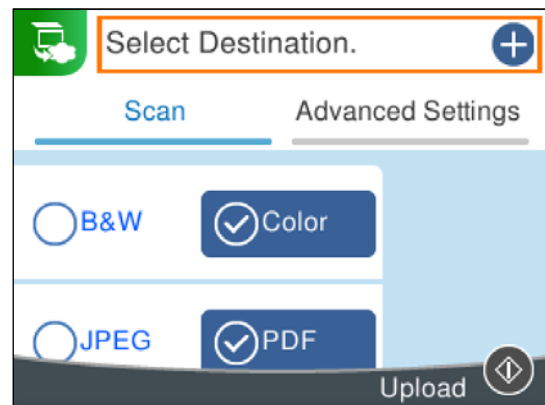 Select Destination.
Scan Advanced Settings
B&W Color
JPEG PDF
Upload